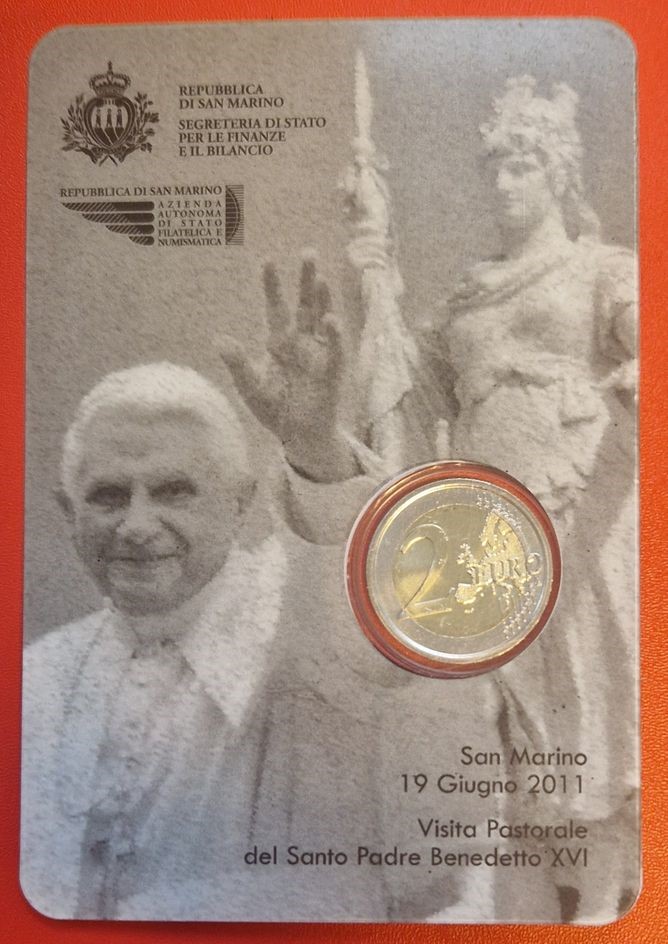 REPUBBLICA
DI SAN MARINO
SEGRETERIA DI STATO
PER LE FINANZE
E IL BILANCIO
REPUBBLICA DI SAN MARINO
AZIENDA
AUTONOMA
DI STATO
FILATELICA E
NUMISMATICA
2 EURO
San Marino
19 Giugno 2011
Visita Pastorale
del Santo Padre Benedetto XVI